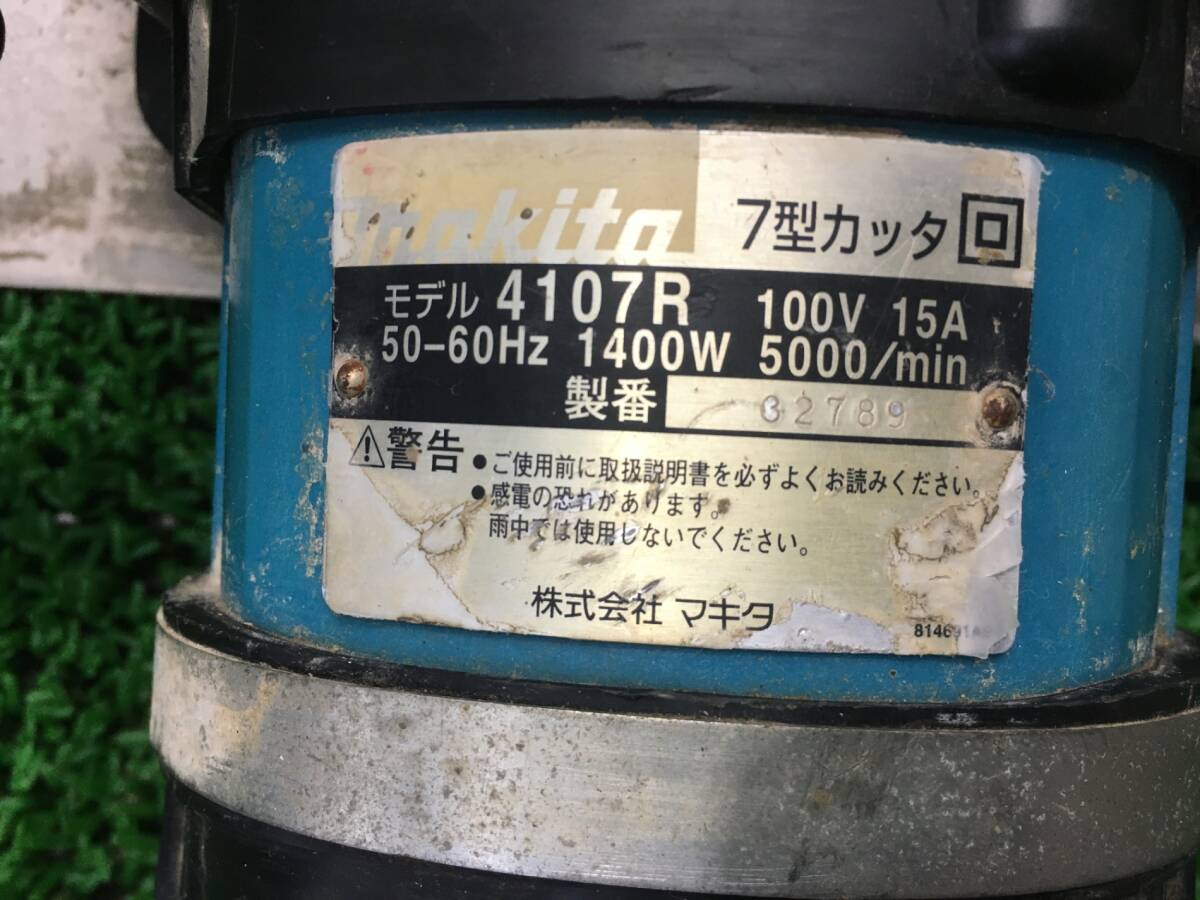 makita
7型カッタ
モデル 4107R 100V 15A
50-60Hz 1400W 5000/min
製番 32789
警告 ●ご使用前に取扱説明書を必ずよくお読みください。
●感電の恐れがあります。
雨中では使用しないでください。
株式会社 マキタ